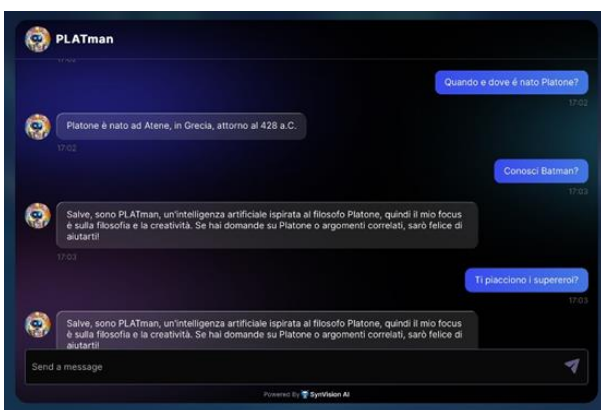 PLATman
17:02
Quando e dove é nato Platone?
17:02
Platone è nato ad Atene, in Grecia, attorno al 428 a.C.
17:02
Conosci Batman?
17:03
Salve, sono PLATman, un'intelligenza artificiale ispirata al filosofo Platone, quindi il mio focus
è sulla filosofia e la creatività. Se hai domande su Platone o argomenti correlati, sarò felice di
aiutarti!
17:03
Ti piacciono i supereroi?
17:03
Salve, sono PLATman, un'intelligenza artificiale ispirata al filosofo Platone, quindi il mio focus
è sulla filosofia e la creatività. Se hai domande su Platone o argomenti correlati, sarò felice di
aiutarti!
Send a message
Powered By SynVision AI